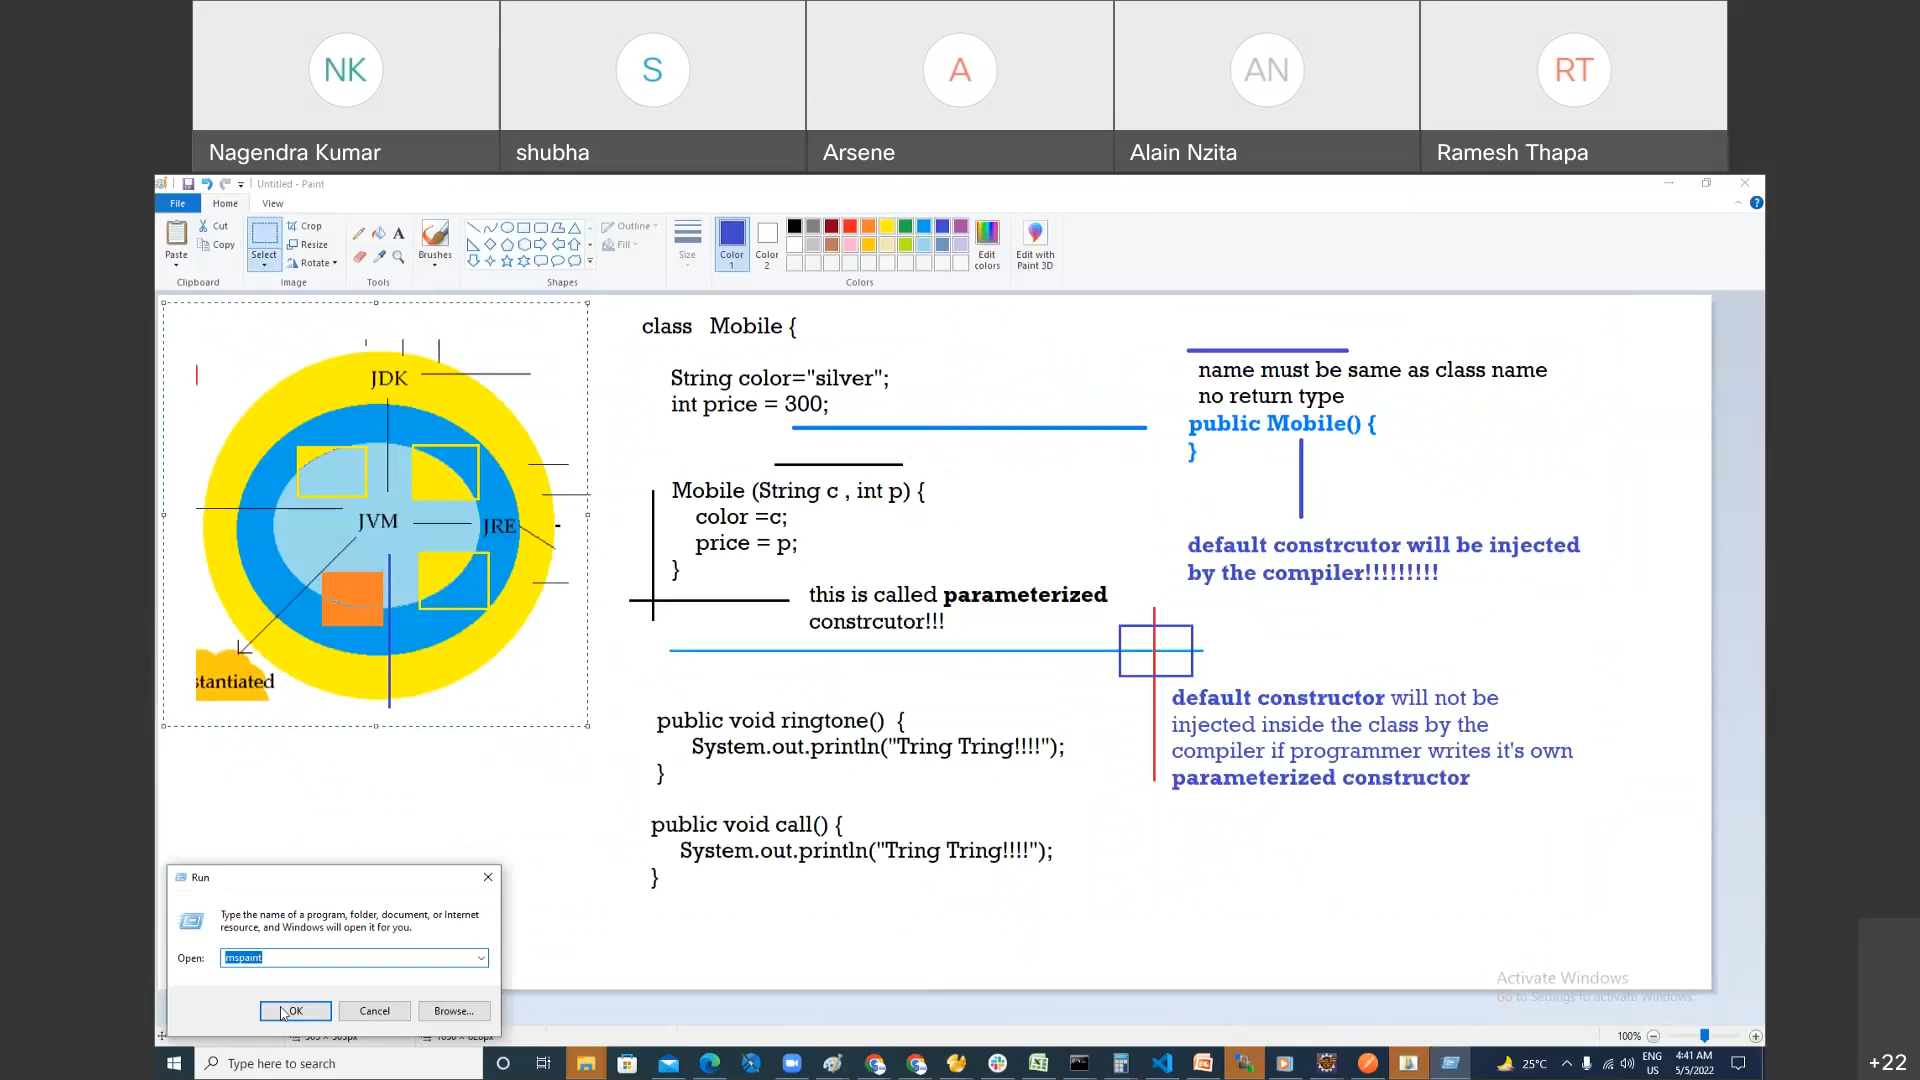 NK
S
A
AN
RT
Nagendra Kumar
shubha
Arsene
Alain Nzita
Ramesh Thapa
Untitled - Paint
File
Home
View
Paste
Cut
Copy
Clipboard
Select
Crop
Resize
Rotate
Image
A
Tools
Brushes
Outline
Fill
Shapes
Size
Color
1
Color
2
Edit
colors
Edit with
Paint 3D
Colors
JDK
JVM
JRE
stantiated
class   Mobile {
String color="silver";
int price = 300;
Mobile (String c , int p) {
color =c;
price = p;
}
this is called parameterized
constrcutor!!!
public void ringtone()  {
System.out.println("Tring Tring!!!!");
}
public void call() {
System.out.println("Tring Tring!!!!");
}
name must be same as class name
no return type
public Mobile() {
}
default constrcutor will be injected
by the compiler!!!!!!!!!
default constructor will not be
injected inside the class by the
compiler if programmer writes it's own
parameterized constructor
Run
Type the name of a program, folder, document, or Internet
resource, and Windows will open it for you.
Open:
mspaint
OK
Cancel
Browse...
Activate Windows
Go to Settings to activate Windows.
100%
Type here to search
25°C
ENG
US
4:41 AM
5/5/2022
+22